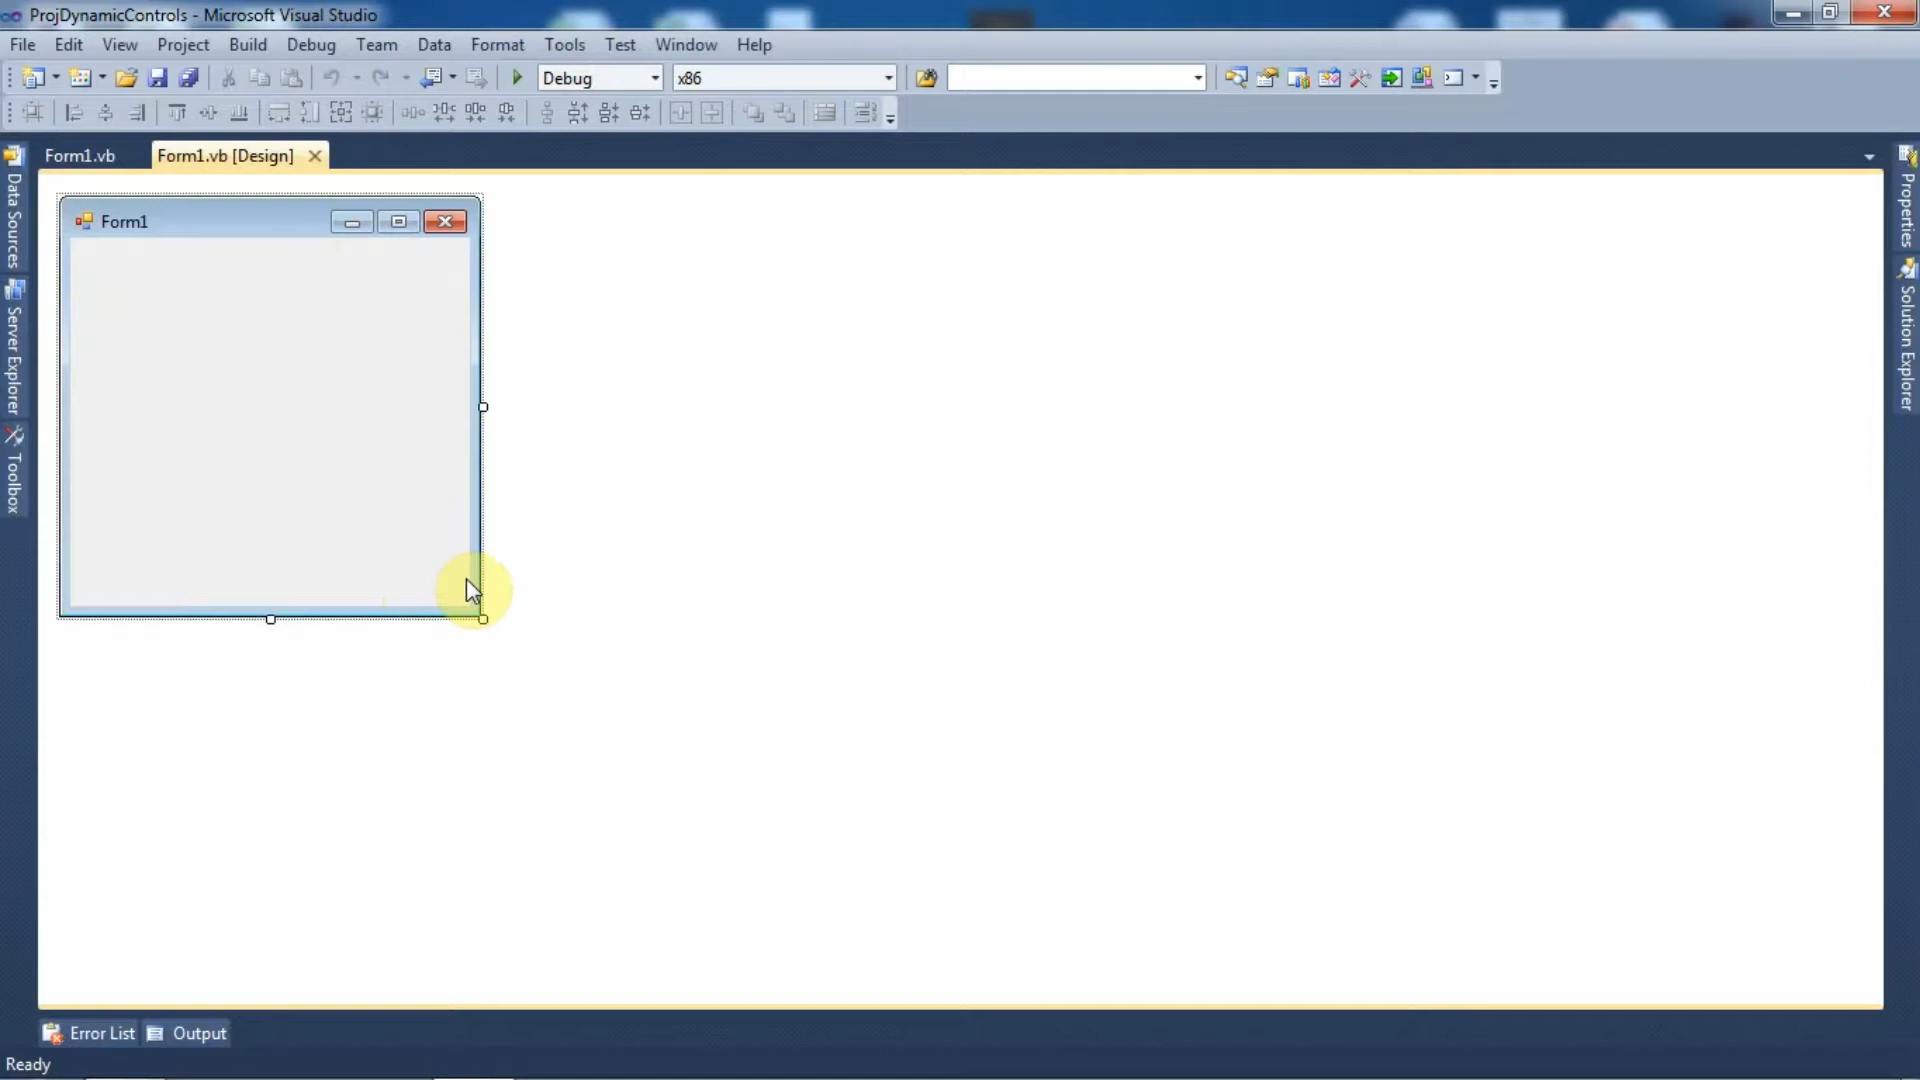 ProjDynamicControls - Microsoft Visual Studio
File Edit View Project Build Debug Team Data Format Tools Test Window Help
Debug x86
Form1.vb Form1.vb [Design]
Data Sources
Server Explorer
Toolbox
Form1
Properties
Solution Explorer
Error List Output
Ready